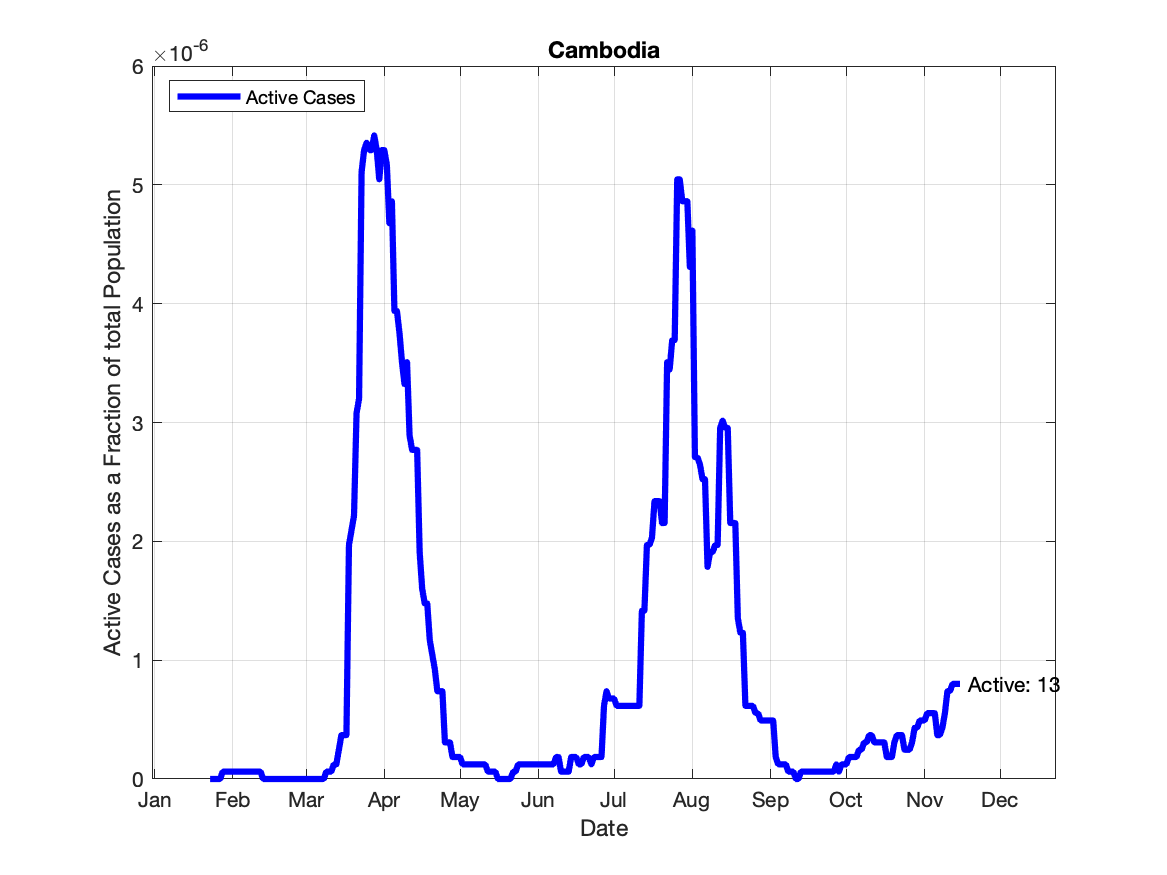 Cambodia
×10-6
Active Cases
6
5
4
3
2
1
0
Active Cases as a Fraction of total Population
Active: 13
Jan Feb Mar Apr May Jun Jul Aug Sep Oct Nov Dec
Date